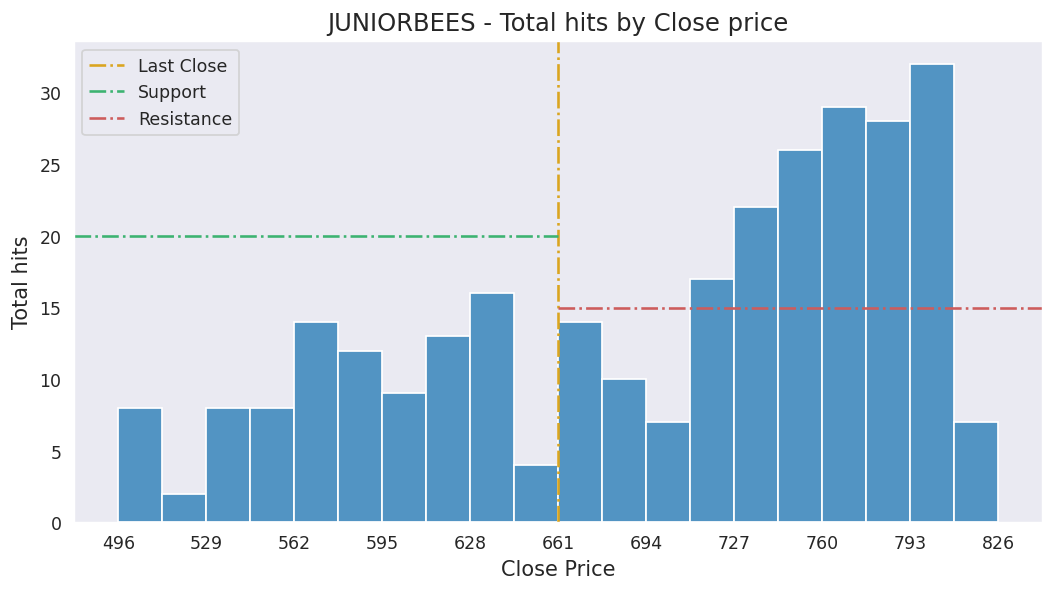 JUNIORBEES - Total hits by Close price
Last Close
Support
Resistance
Total hits
30
25
20
15
10
5
0
496 529 562 595 628 661 694 727 760 793 826
Close Price